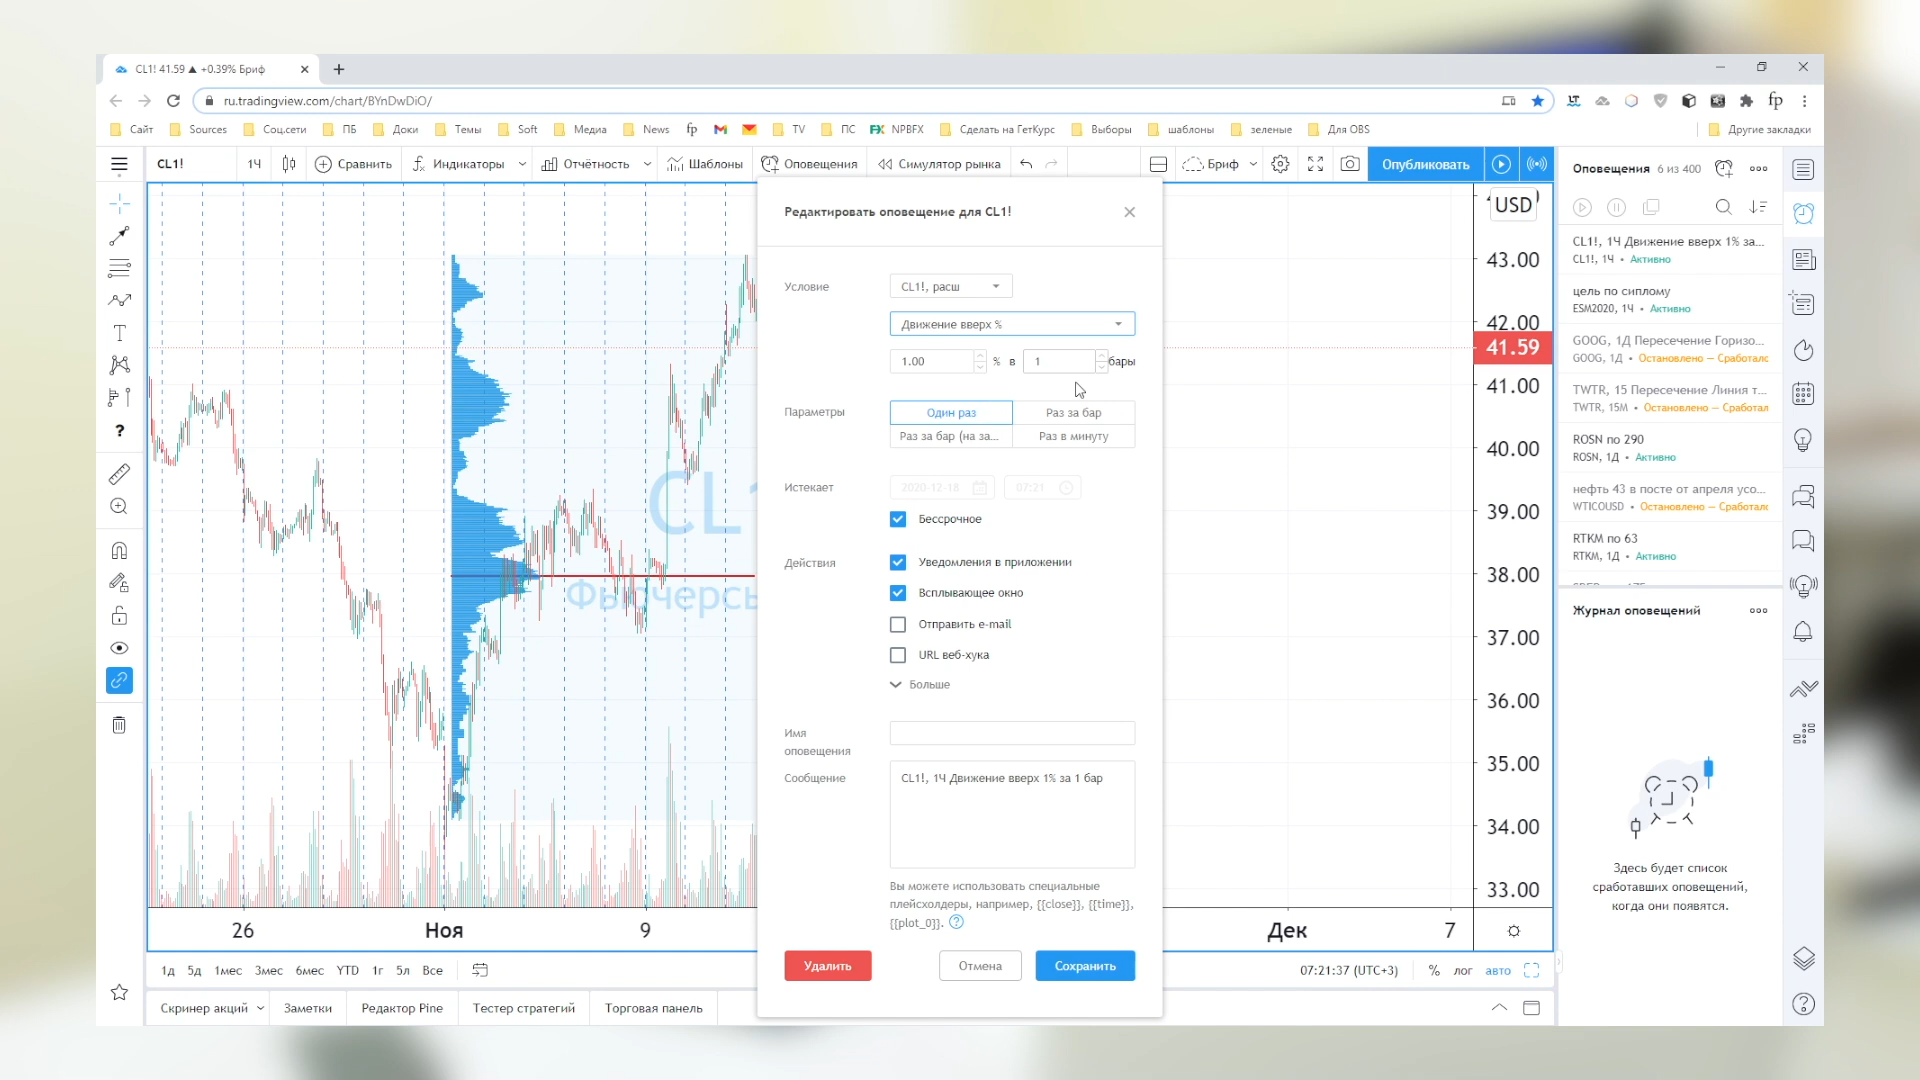 CL1! 41.59 ▲ +0.39% Бриф
ru.tradingview.com/chart/BYnDwDiO/
Сайт Sources Соц.сети ПБ Доки Темы Soft Медиа News fp TV ПС FX NPBFX Сделать на ГетКурс Выборы шаблоны зеленые Для OBS Другие закладки
CL1! 1Ч Сравнить Индикаторы Отчётность Шаблоны Оповещения Симулятор рынка Бриф Опубликовать
USD
43.00
42.00
41.59
41.00
40.00
39.00
38.00
37.00
36.00
35.00
34.00
33.00
26 Ноя 9 Дек 7
1д 5д 1мес 3мес 6мес YTD 1г 5л Все
07:21:37 (UTC+3) % лог авто
Скринер акций Заметки Редактор Pine Тестер стратегий Торговая панель
Редактировать оповещение для CL1!
Условие CL1!, расш
Движение вверх %
1.00 % в 1 бары
Параметры Один раз Раз за бар
Раз за бар (на за... Раз в минуту
Истекает 2020-12-18 07:21
Бессрочное
Действия Уведомления в приложении
Всплывающее окно
Отправить e-mail
URL веб-хука
Больше
Имя
оповещения
Сообщение CL1!, 1Ч Движение вверх 1% за 1 бар
Вы можете использовать специальные
плейсхолдеры, например, {{close}}, {{time}},
{{plot_0}}.
Удалить Отмена Сохранить
Оповещения 6 из 400
CL1!, 1Ч Движение вверх 1% за...
CL1!, 1Ч • Активно
цель по сиплому
ESM2020, 1Ч • Активно
GOOG, 1Д Пересечение Горизо...
GOOG, 1Д • Остановлено — Сработало
TWTR, 15 Пересечение Линия т...
TWTR, 15М • Остановлено — Сработал
ROSN по 290
ROSN, 1Д • Активно
нефть 43 в посте от апреля усо...
WTICOUSD • Остановлено — Сработало
RTKM по 63
RTKM, 1Д • Активно
Журнал оповещений
Здесь будет список
сработавших оповещений,
когда они появятся.